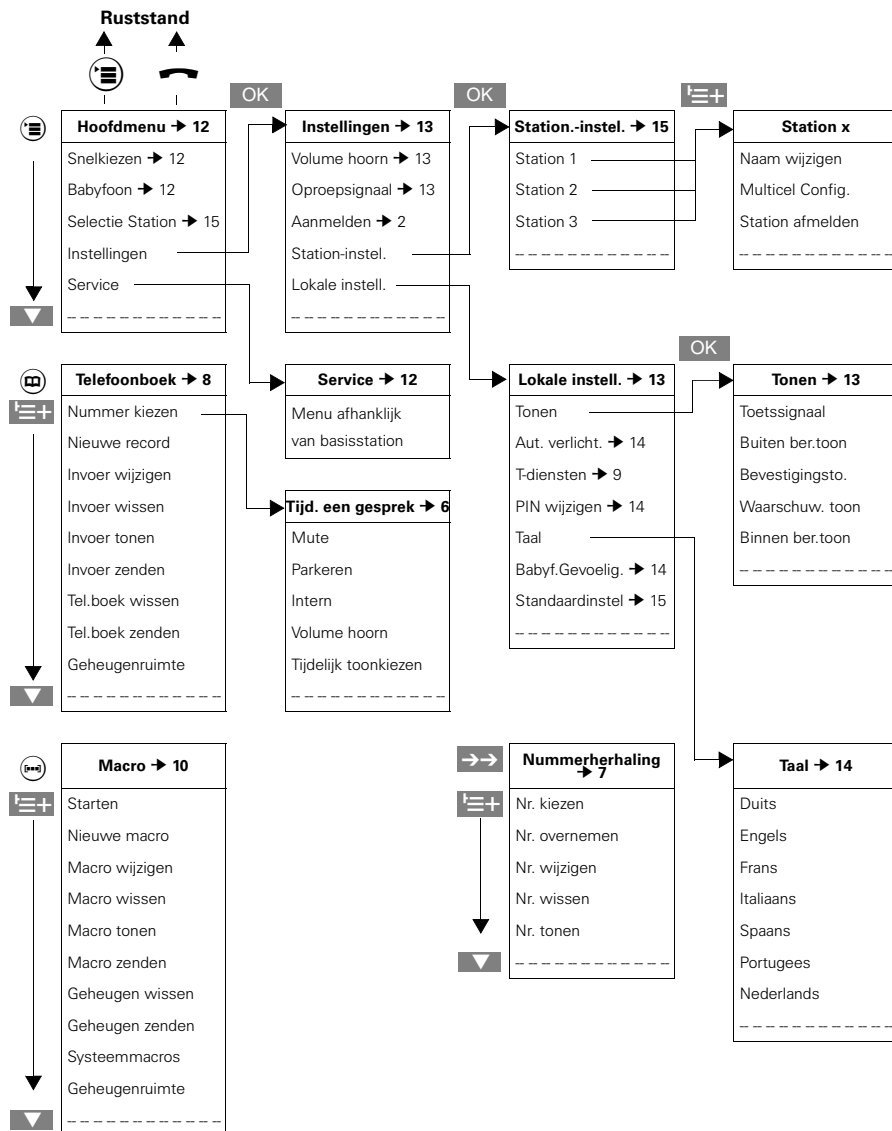 Ruststand
OK
OK
Hoofdmenu ➔ 12
Snelkiezen ➔ 12
Babyfoon ➔ 12
Selectie Station ➔ 15
Instellingen
Service
Instellingen ➔ 13
Volume hoorn ➔ 13
Oproepsignaal ➔ 13
Aanmelden ➔ 2
Station-instel.
Lokale instell.
Station.-instel. ➔ 15
Station 1
Station 2
Station 3
Station x
Naam wijzigen
Multicel Config.
Station afmelden
OK
Telefoonboek ➔ 8
Nummer kiezen
Nieuwe record
Invoer wijzigen
Invoer wissen
Invoer tonen
Invoer zenden
Tel.boek wissen
Tel.boek zenden
Geheugenruimte
Service ➔ 12
Menu afhanklijk
van basisstation
Tijd. een gesprek ➔ 6
Mute
Parkeren
Intern
Volume hoorn
Tijdelijk toonkiezen
Lokale instell. ➔ 13
Tonen
Aut. verlicht. ➔ 14
T-diensten ➔ 9
PIN wijzigen ➔ 14
Taal
Babyf.Gevoelig. ➔ 14
Standaardinstel ➔ 15
Tonen ➔ 13
Toetssignaal
Buiten ber.toon
Bevestigingsto.
Waarschuw. toon
Binnen ber.toon
Macro ➔ 10
Starten
Nieuwe macro
Macro wijzigen
Macro wissen
Macro tonen
Macro zenden
Geheugen wissen
Geheugen zenden
Systeemmacros
Geheugenruimte
Nummerherhaling
➔ 7
Nr. kiezen
Nr. overnemen
Nr. wijzigen
Nr. wissen
Nr. tonen
Taal ➔ 14
Duits
Engels
Frans
Italiaans
Spaans
Portugees
Nederlands